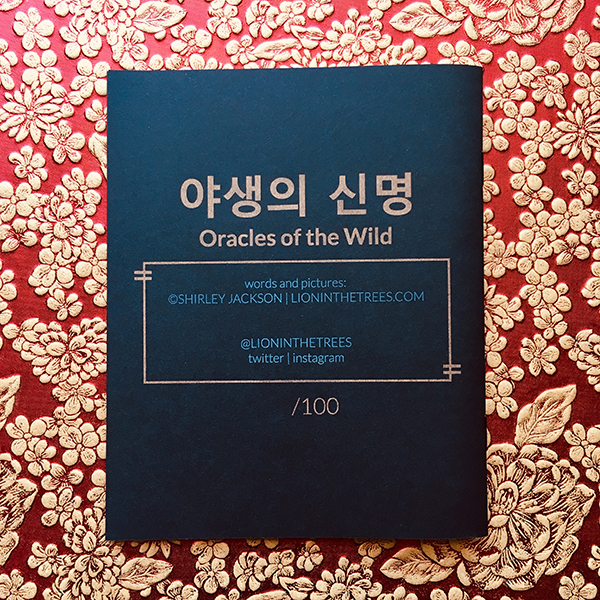 야생의 신명
Oracles of the Wild
words and pictures:
©SHIRLEY JACKSON | LIONINTHETREES.COM
@LIONINTHETREES
twitter | instagram
/100